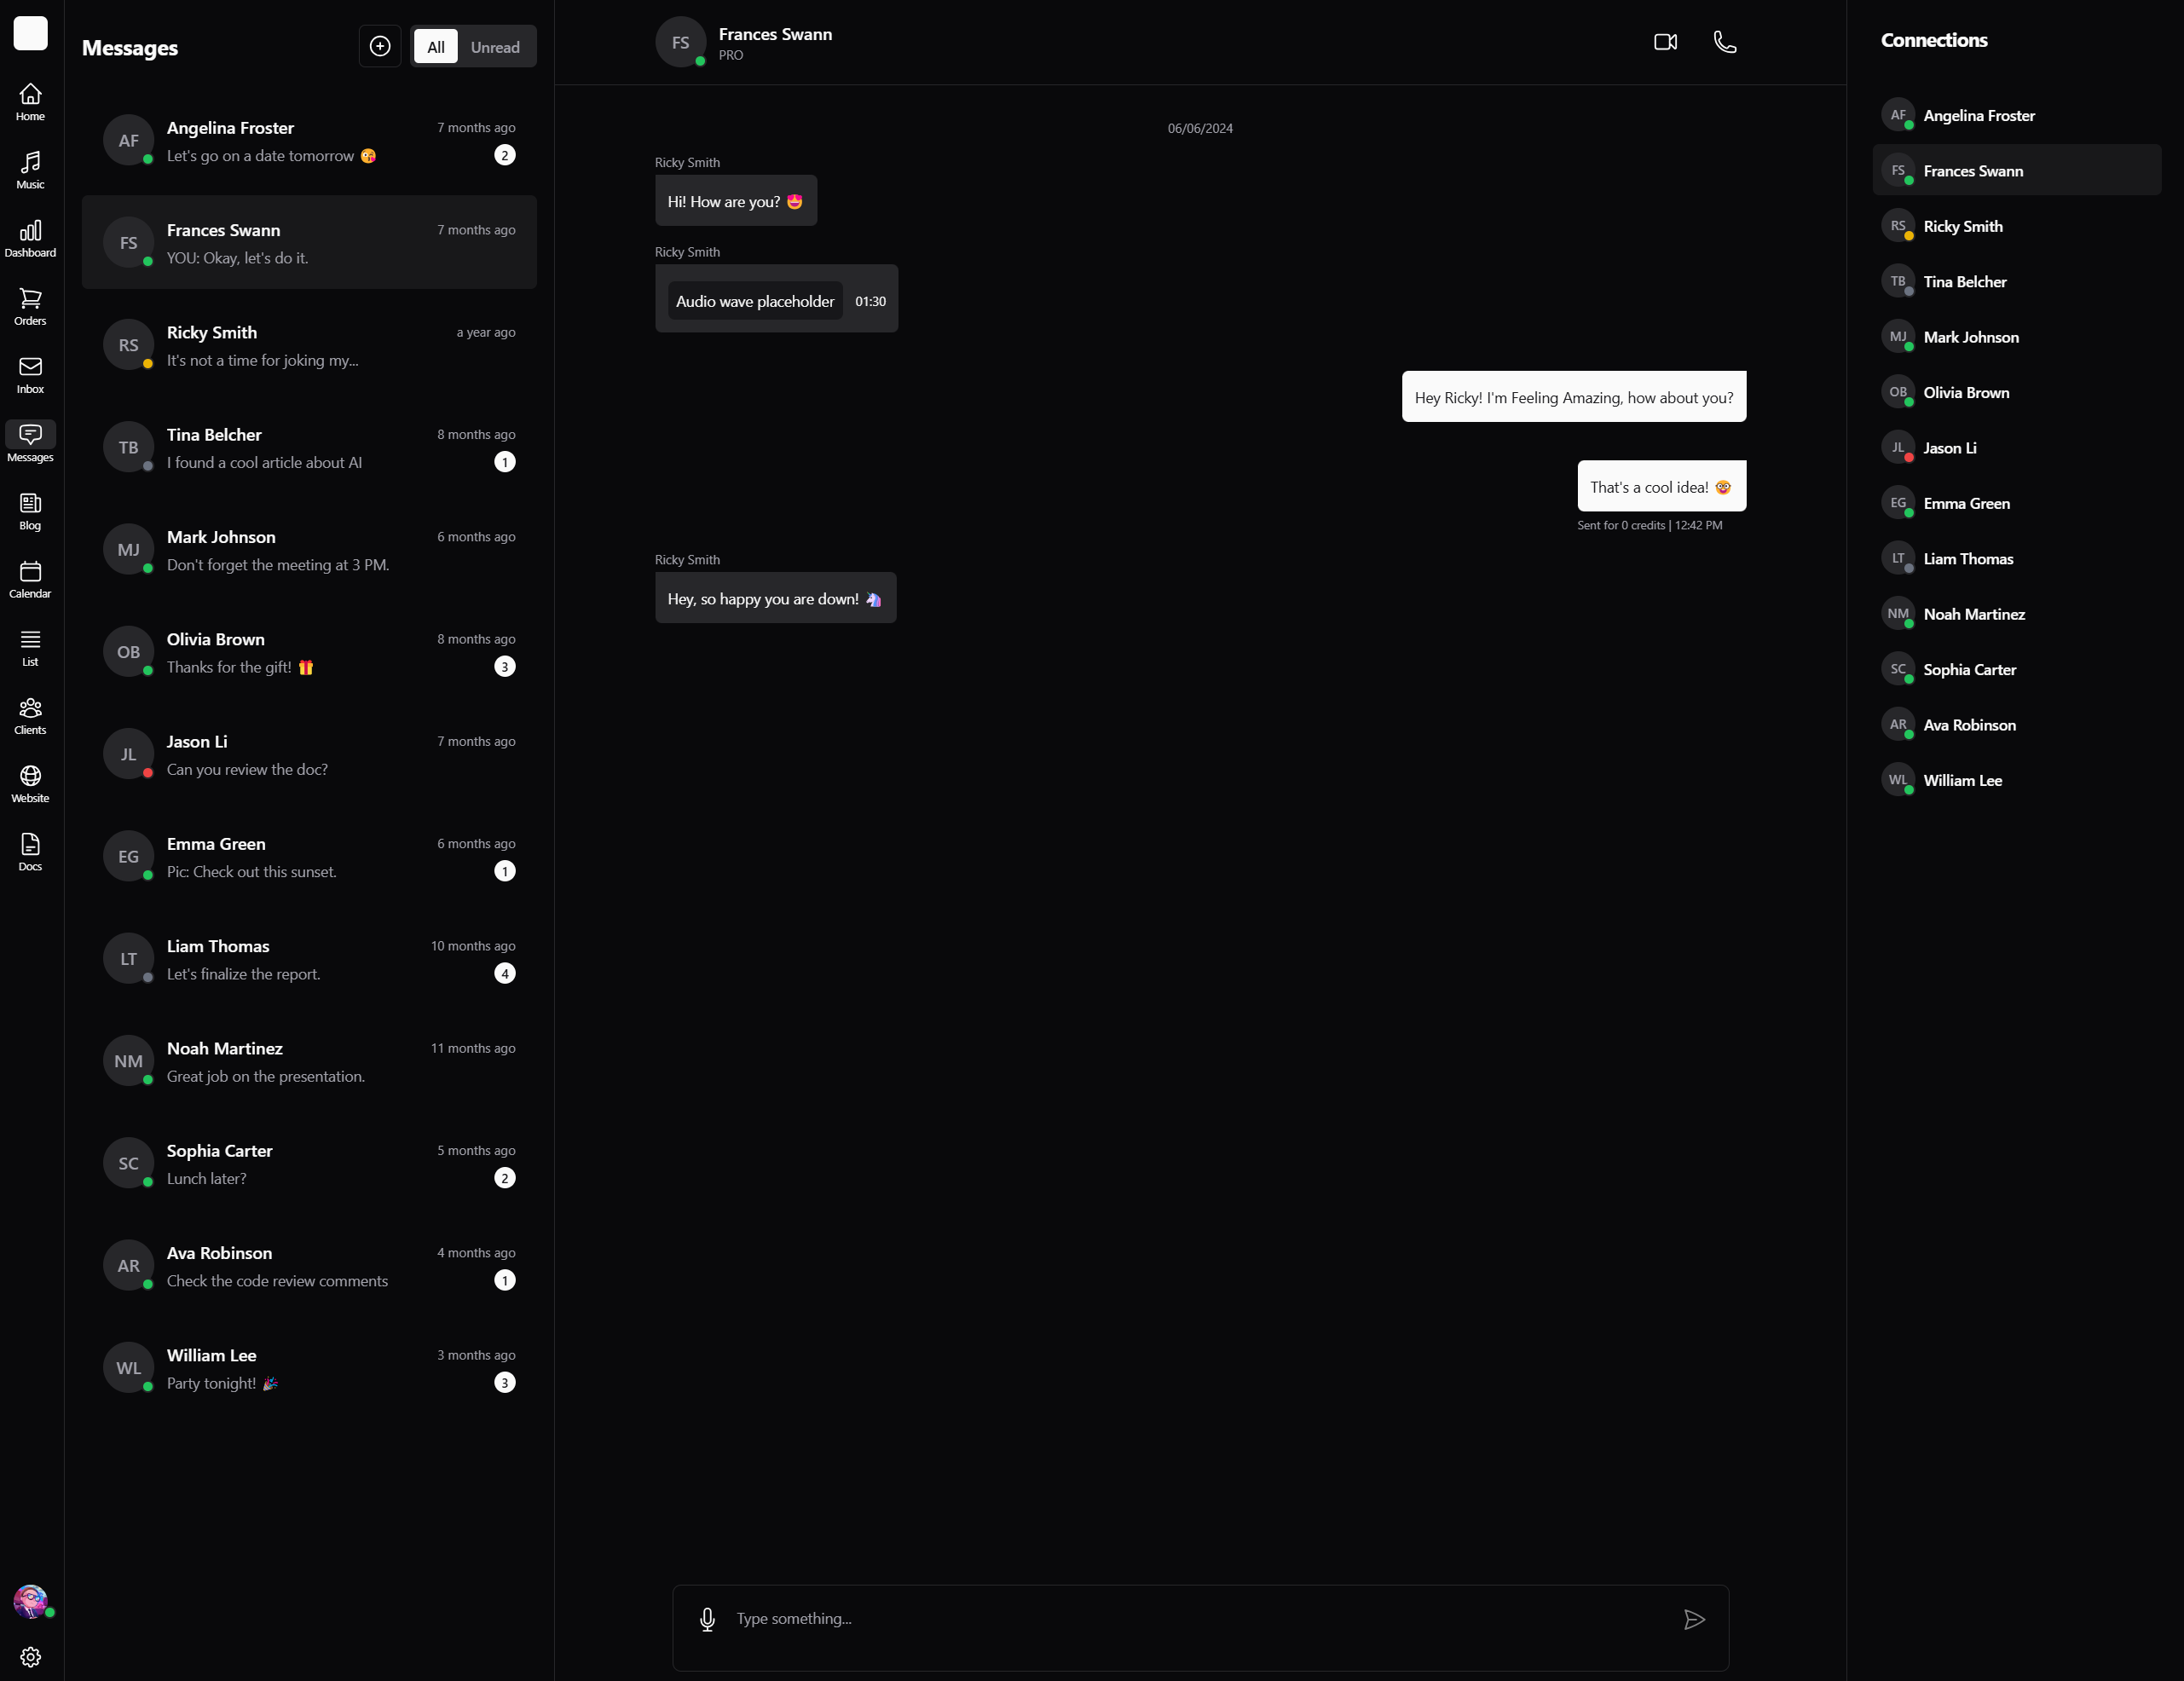 Home
Music
Dashboard
Orders
Inbox
Messages
Blog
Calendar
List
Clients
Website
Docs
Messages
All
Unread
AF
Angelina Froster
7 months ago
Let's go on a date tomorrow 😘
2
FS
Frances Swann
7 months ago
YOU: Okay, let's do it.
RS
Ricky Smith
a year ago
It's not a time for joking my...
TB
Tina Belcher
8 months ago
I found a cool article about AI
1
MJ
Mark Johnson
6 months ago
Don't forget the meeting at 3 PM.
OB
Olivia Brown
8 months ago
Thanks for the gift! 🎁
3
JL
Jason Li
7 months ago
Can you review the doc?
EG
Emma Green
6 months ago
Pic: Check out this sunset.
1
LT
Liam Thomas
10 months ago
Let's finalize the report.
4
NM
Noah Martinez
11 months ago
Great job on the presentation.
SC
Sophia Carter
5 months ago
Lunch later?
2
AR
Ava Robinson
4 months ago
Check the code review comments
1
WL
William Lee
3 months ago
Party tonight! 🎉
3
FS
Frances Swann
PRO
06/06/2024
Ricky Smith
Hi! How are you? 🤩
Ricky Smith
Audio wave placeholder 01:30
Hey Ricky! I'm Feeling Amazing, how about you?
That's a cool idea! 🤓
Sent for 0 credits | 12:42 PM
Ricky Smith
Hey, so happy you are down! 🦄
Type something...
Connections
AF Angelina Froster
FS Frances Swann
RS Ricky Smith
TB Tina Belcher
MJ Mark Johnson
OB Olivia Brown
JL Jason Li
EG Emma Green
LT Liam Thomas
NM Noah Martinez
SC Sophia Carter
AR Ava Robinson
WL William Lee